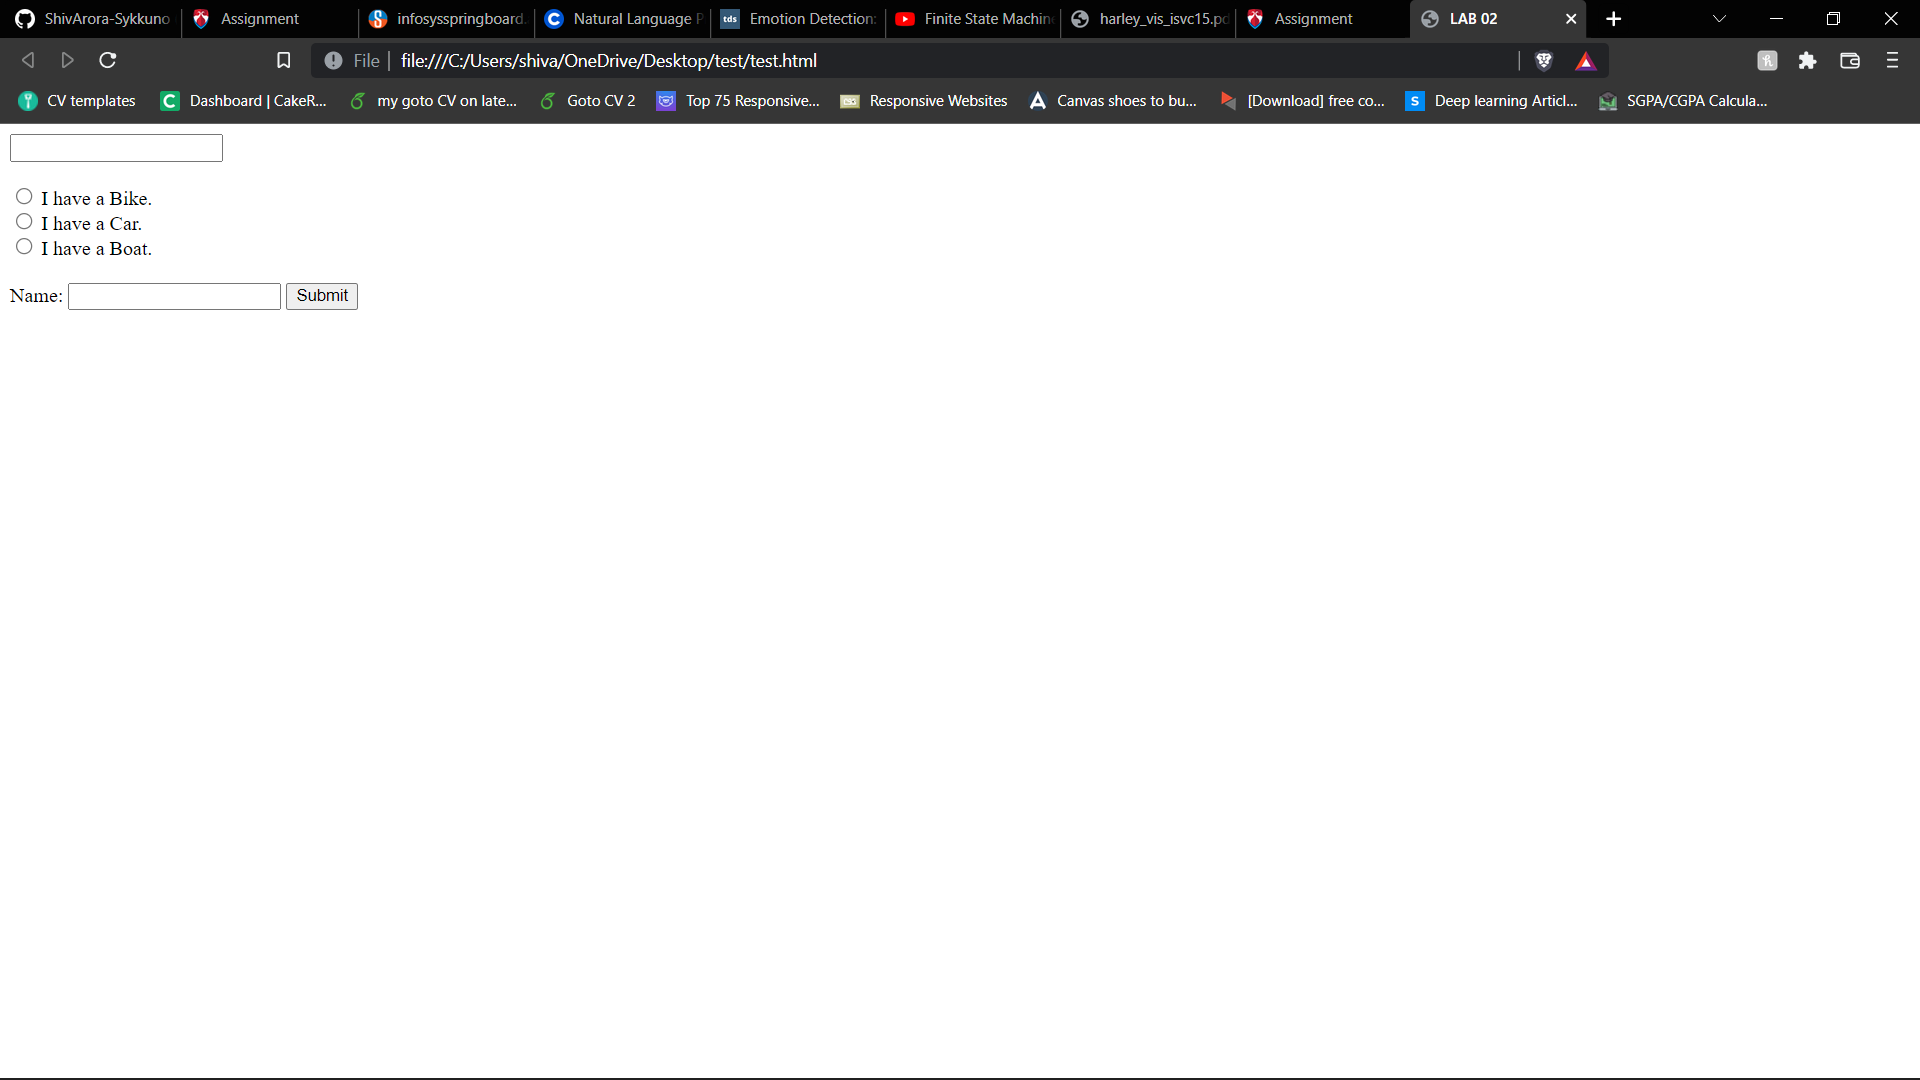 ShivArora-Sykkuno
Assignment
infosysspringboard.
Natural Language P
tds
Emotion Detection:
Finite State Machin
harley_vis_isvc15.pd
Assignment
LAB 02
File
file:///C:/Users/shiva/OneDrive/Desktop/test/test.html
CV templates
C
Dashboard | CakeR...
my goto CV on late...
Goto CV 2
Top 75 Responsive...
Responsive Websites
Canvas shoes to bu...
[Download] free co...
S
Deep learning Articl...
SGPA/CGPA Calcula...
I have a Bike.
I have a Car.
I have a Boat.
Name:
Submit